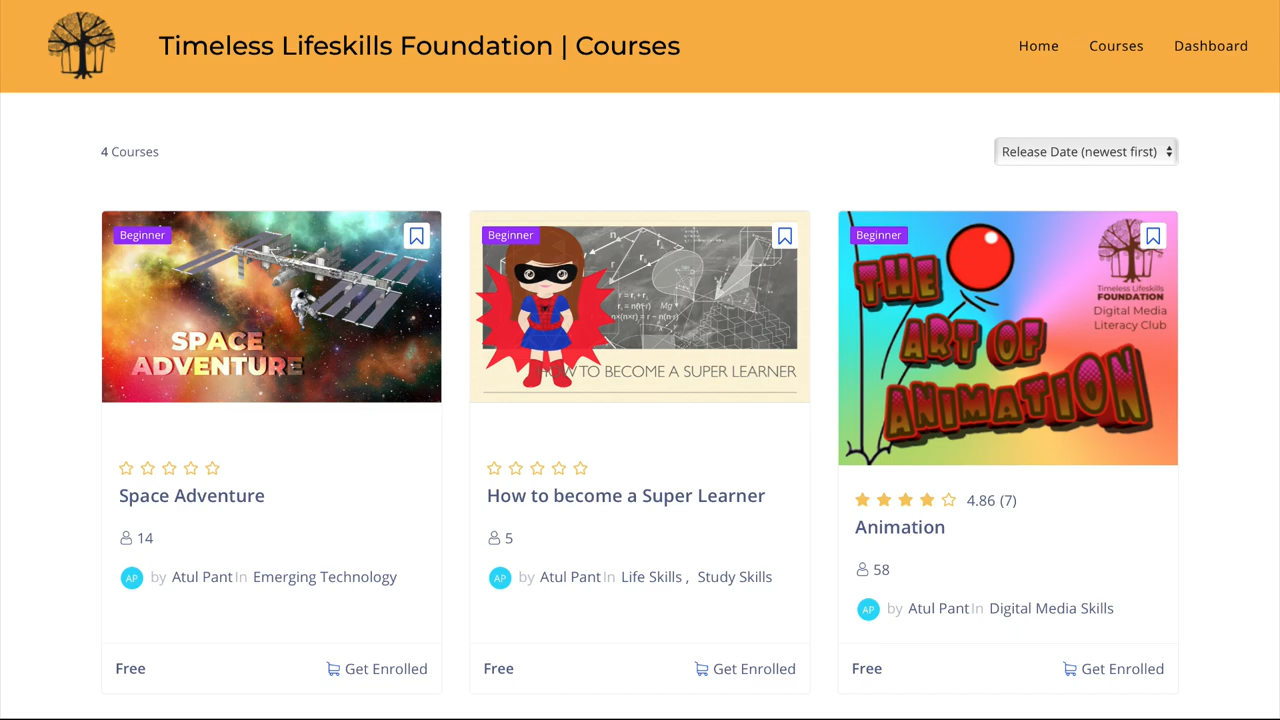 Timeless Lifeskills Foundation | Courses
Home
Courses
Dashboard
4 Courses
Release Date (newest first)
Beginner
SPACE
ADVENTURE
Space Adventure
14
AP by Atul Pant In Emerging Technology
Free
Get Enrolled
Beginner
HOW TO BECOME A SUPER LEARNER
How to become a Super Learner
5
AP by Atul Pant In Life Skills , Study Skills
Free
Get Enrolled
Beginner
THE
ART OF
ANIMATION
Timeless Lifeskills
FOUNDATION
Digital Media
Literacy Club
4.86 (7)
Animation
58
AP by Atul Pant In Digital Media Skills
Free
Get Enrolled